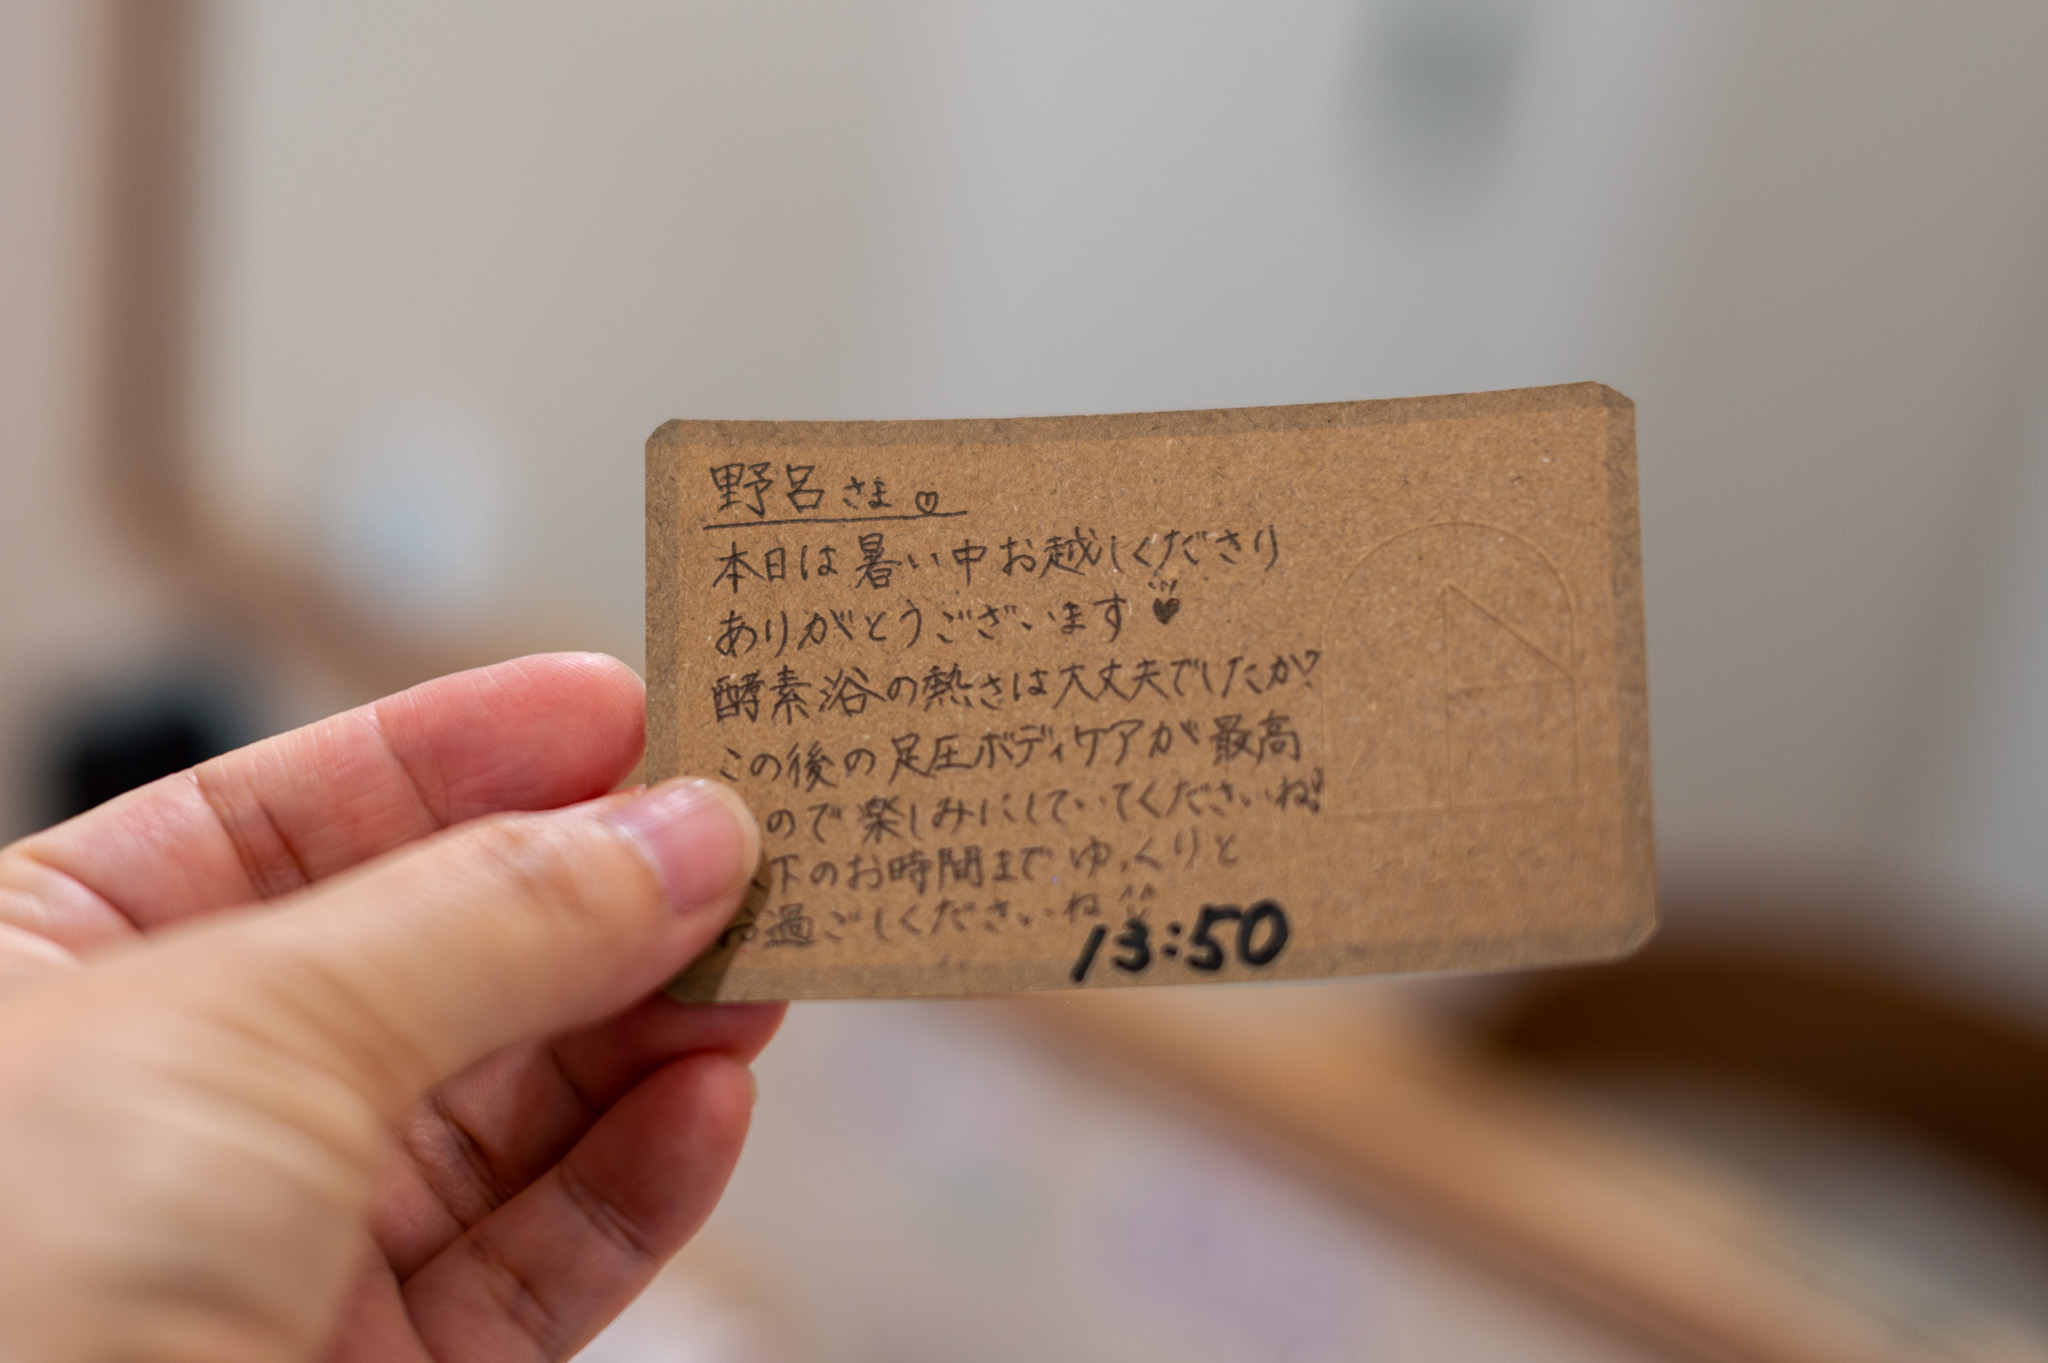 野呂さま♡
本日は暑い中お越しくださり
ありがとうございます♥
酵素浴の熱さは大丈夫でしたか?
この後の足圧ボディケアが最高
ので楽しみにしていてくださいね!
下のお時間まで ゆっくりと
お過ごしくださいね^^
13:50